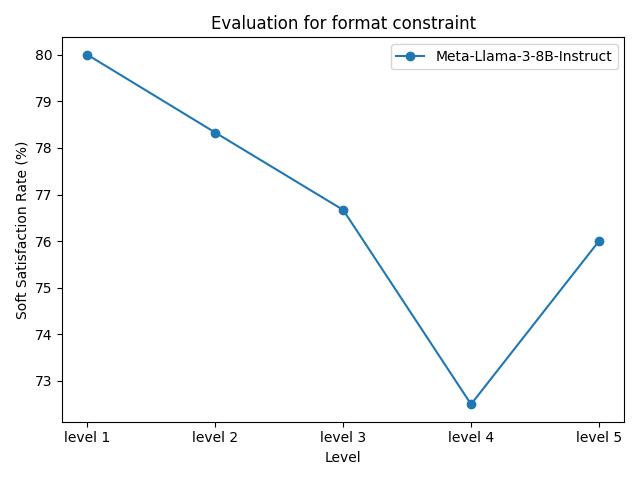 Evaluation for format constraint
Meta-Llama-3-8B-Instruct
Soft Satisfaction Rate (%)
80
79
78
77
76
75
74
73
level 1 level 2 level 3 level 4 level 5
Level